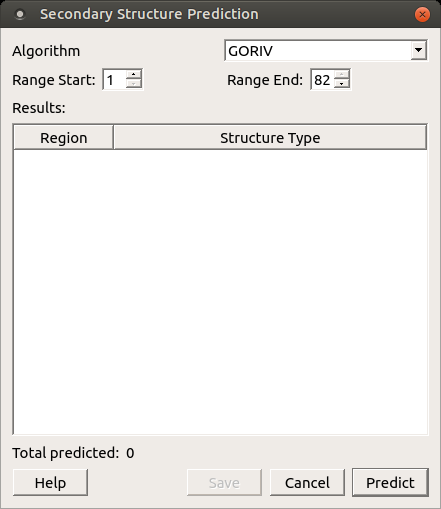 Secondary Structure Prediction
Algorithm GORIV
Range Start: 1 Range End: 82
Results:
Region Structure Type
Total predicted: 0
Help Save Cancel Predict